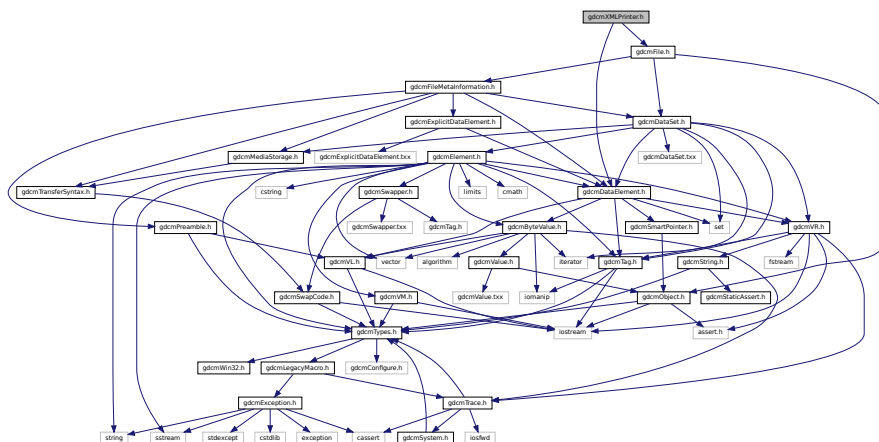 gdcmXMLPrinter.h
gdcmFile.h
gdcmFileMetaInformation.h
gdcmExplicitDataElement.h
gdcmDataSet.h
gdcmMediaStorage.h
gdcmExplicitDataElement.txx
gdcmElement.h
gdcmDataSet.txx
gdcmTransferSyntax.h
cstring
gdcmSwapper.h
limits
cmath
gdcmDataElement.h
gdcmPreamble.h
gdcmSwapper.txx
gdcmTag.h
gdcmByteValue.h
gdcmSmartPointer.h
set
gdcmVR.h
gdcmVL.h
vector
algorithm
gdcmValue.h
iterator
gdcmTag.h
gdcmString.h
fstream
gdcmSwapCode.h
gdcmVM.h
gdcmValue.txx
iomanip
gdcmObject.h
gdcmStaticAssert.h
gdcmTypes.h
iostream
assert.h
gdcmWin32.h
gdcmLegacyMacro.h
gdcmConfigure.h
gdcmException.h
gdcmTrace.h
string
sstream
stdexcept
cstdlib
exception
cassert
gdcmSystem.h
iosfwd